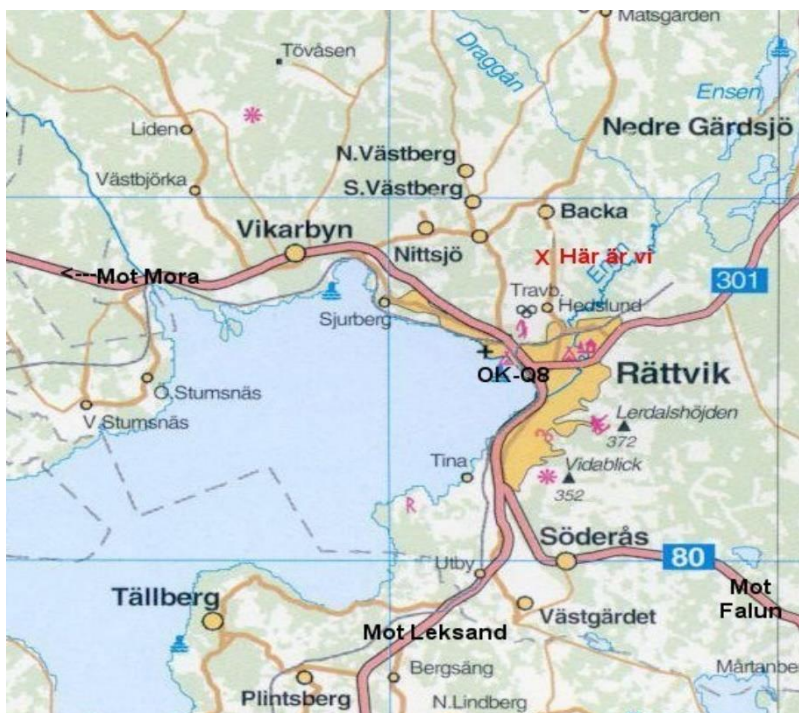 Matsgården
Tövåsen
Draggån
Ensen
Liden
Nedre Gärdsjö
N.Västberg
Västbjörka
S.Västberg
Backa
Vikarbyn
Nittsjö
X Här är vi
Enån
<---Mot Mora
301
Travb.
Hedslund
Sjurberg
OK-Q8
Rättvik
Ö.Stumsnäs
V.Stumsnäs
Lerdalshöjden
372
Tina
Vidablick
352
R
Söderås
80
Utby
Mot
Falun
Tällberg
Västgärdet
Mot Leksand
Bergsäng
Mårtanbe
Plintsberg
N.Lindberg